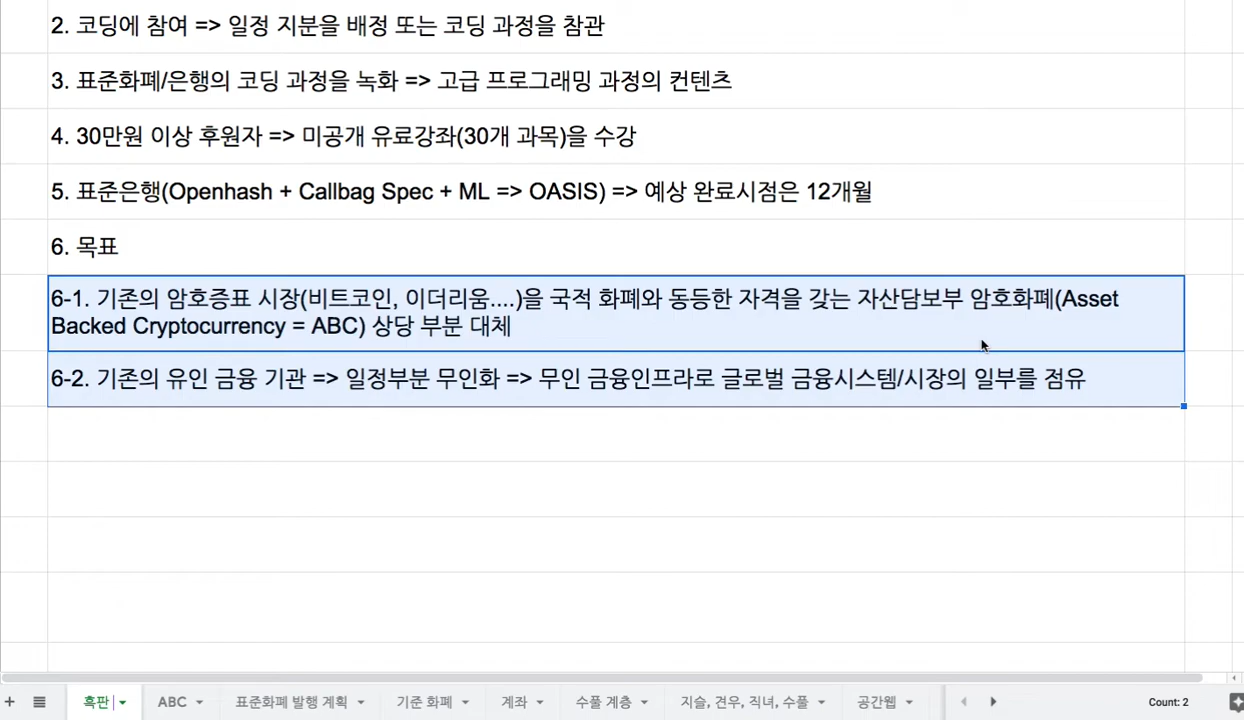 2. 코딩에 참여 => 일정 지분을 배정 또는 코딩 과정을 참관
3. 표준화폐/은행의 코딩 과정을 녹화 => 고급 프로그래밍 과정의 컨텐츠
4. 30만원 이상 후원자 => 미공개 유료강좌(30개 과목)을 수강
5. 표준은행(Openhash + Callbag Spec + ML => OASIS) => 예상 완료시점은 12개월
6. 목표
6-1. 기존의 암호증표 시장(비트코인, 이더리움....)을 국적 화폐와 동등한 자격을 갖는 자산담보부 암호화폐(Asset
Backed Cryptocurrency = ABC) 상당 부분 대체
6-2. 기존의 유인 금융 기관 => 일정부분 무인화 => 무인 금융인프라로 글로벌 금융시스템/시장의 일부를 점유
흑판 ABC 표준화폐 발행 계획 기준 화폐 계좌 수풀 계층 지슬, 견우, 직녀, 수풀 공간웹 Count: 2